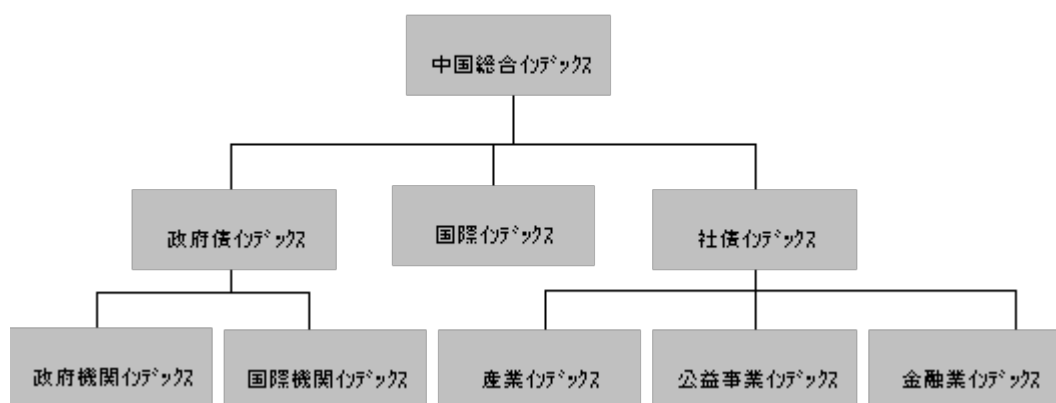 中国総合ｲﾝﾃﾞｯｸｽ
政府債ｲﾝﾃﾞｯｸｽ
国際ｲﾝﾃﾞｯｸｽ
社債ｲﾝﾃﾞｯｸｽ
政府機関ｲﾝﾃﾞｯｸｽ
国際機関ｲﾝﾃﾞｯｸｽ
産業ｲﾝﾃﾞｯｸｽ
公益事業ｲﾝﾃﾞｯｸｽ
金融業ｲﾝﾃﾞｯｸｽ